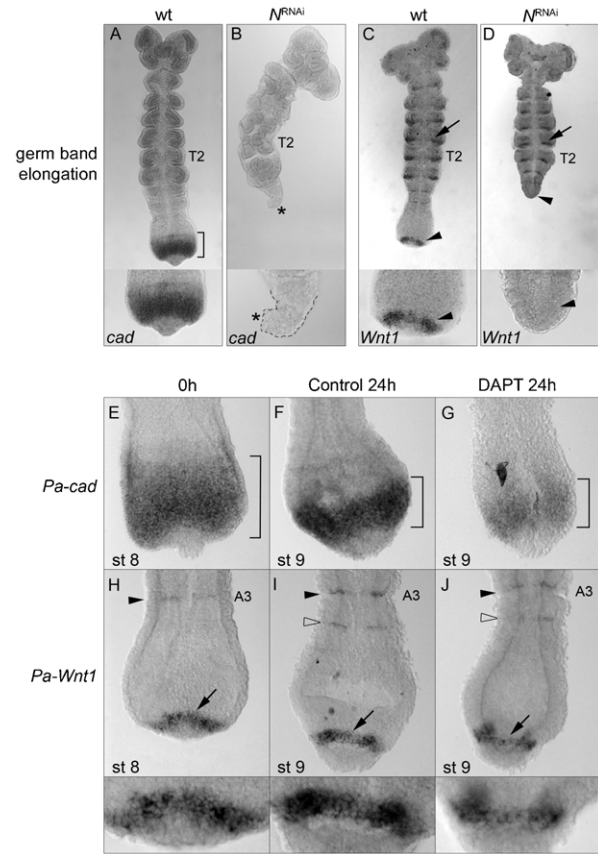 wt N^RNAi wt N^RNAi
A B C D
germ band
elongation
T2 T2 T2
* 
cad * cad Wnt1 Wnt1
0h Control 24h DAPT 24h
E F G
Pa-cad
st 8 st 9 st 9
H A3 I A3 J A3
Pa-Wnt1
st 8 st 9 st 9